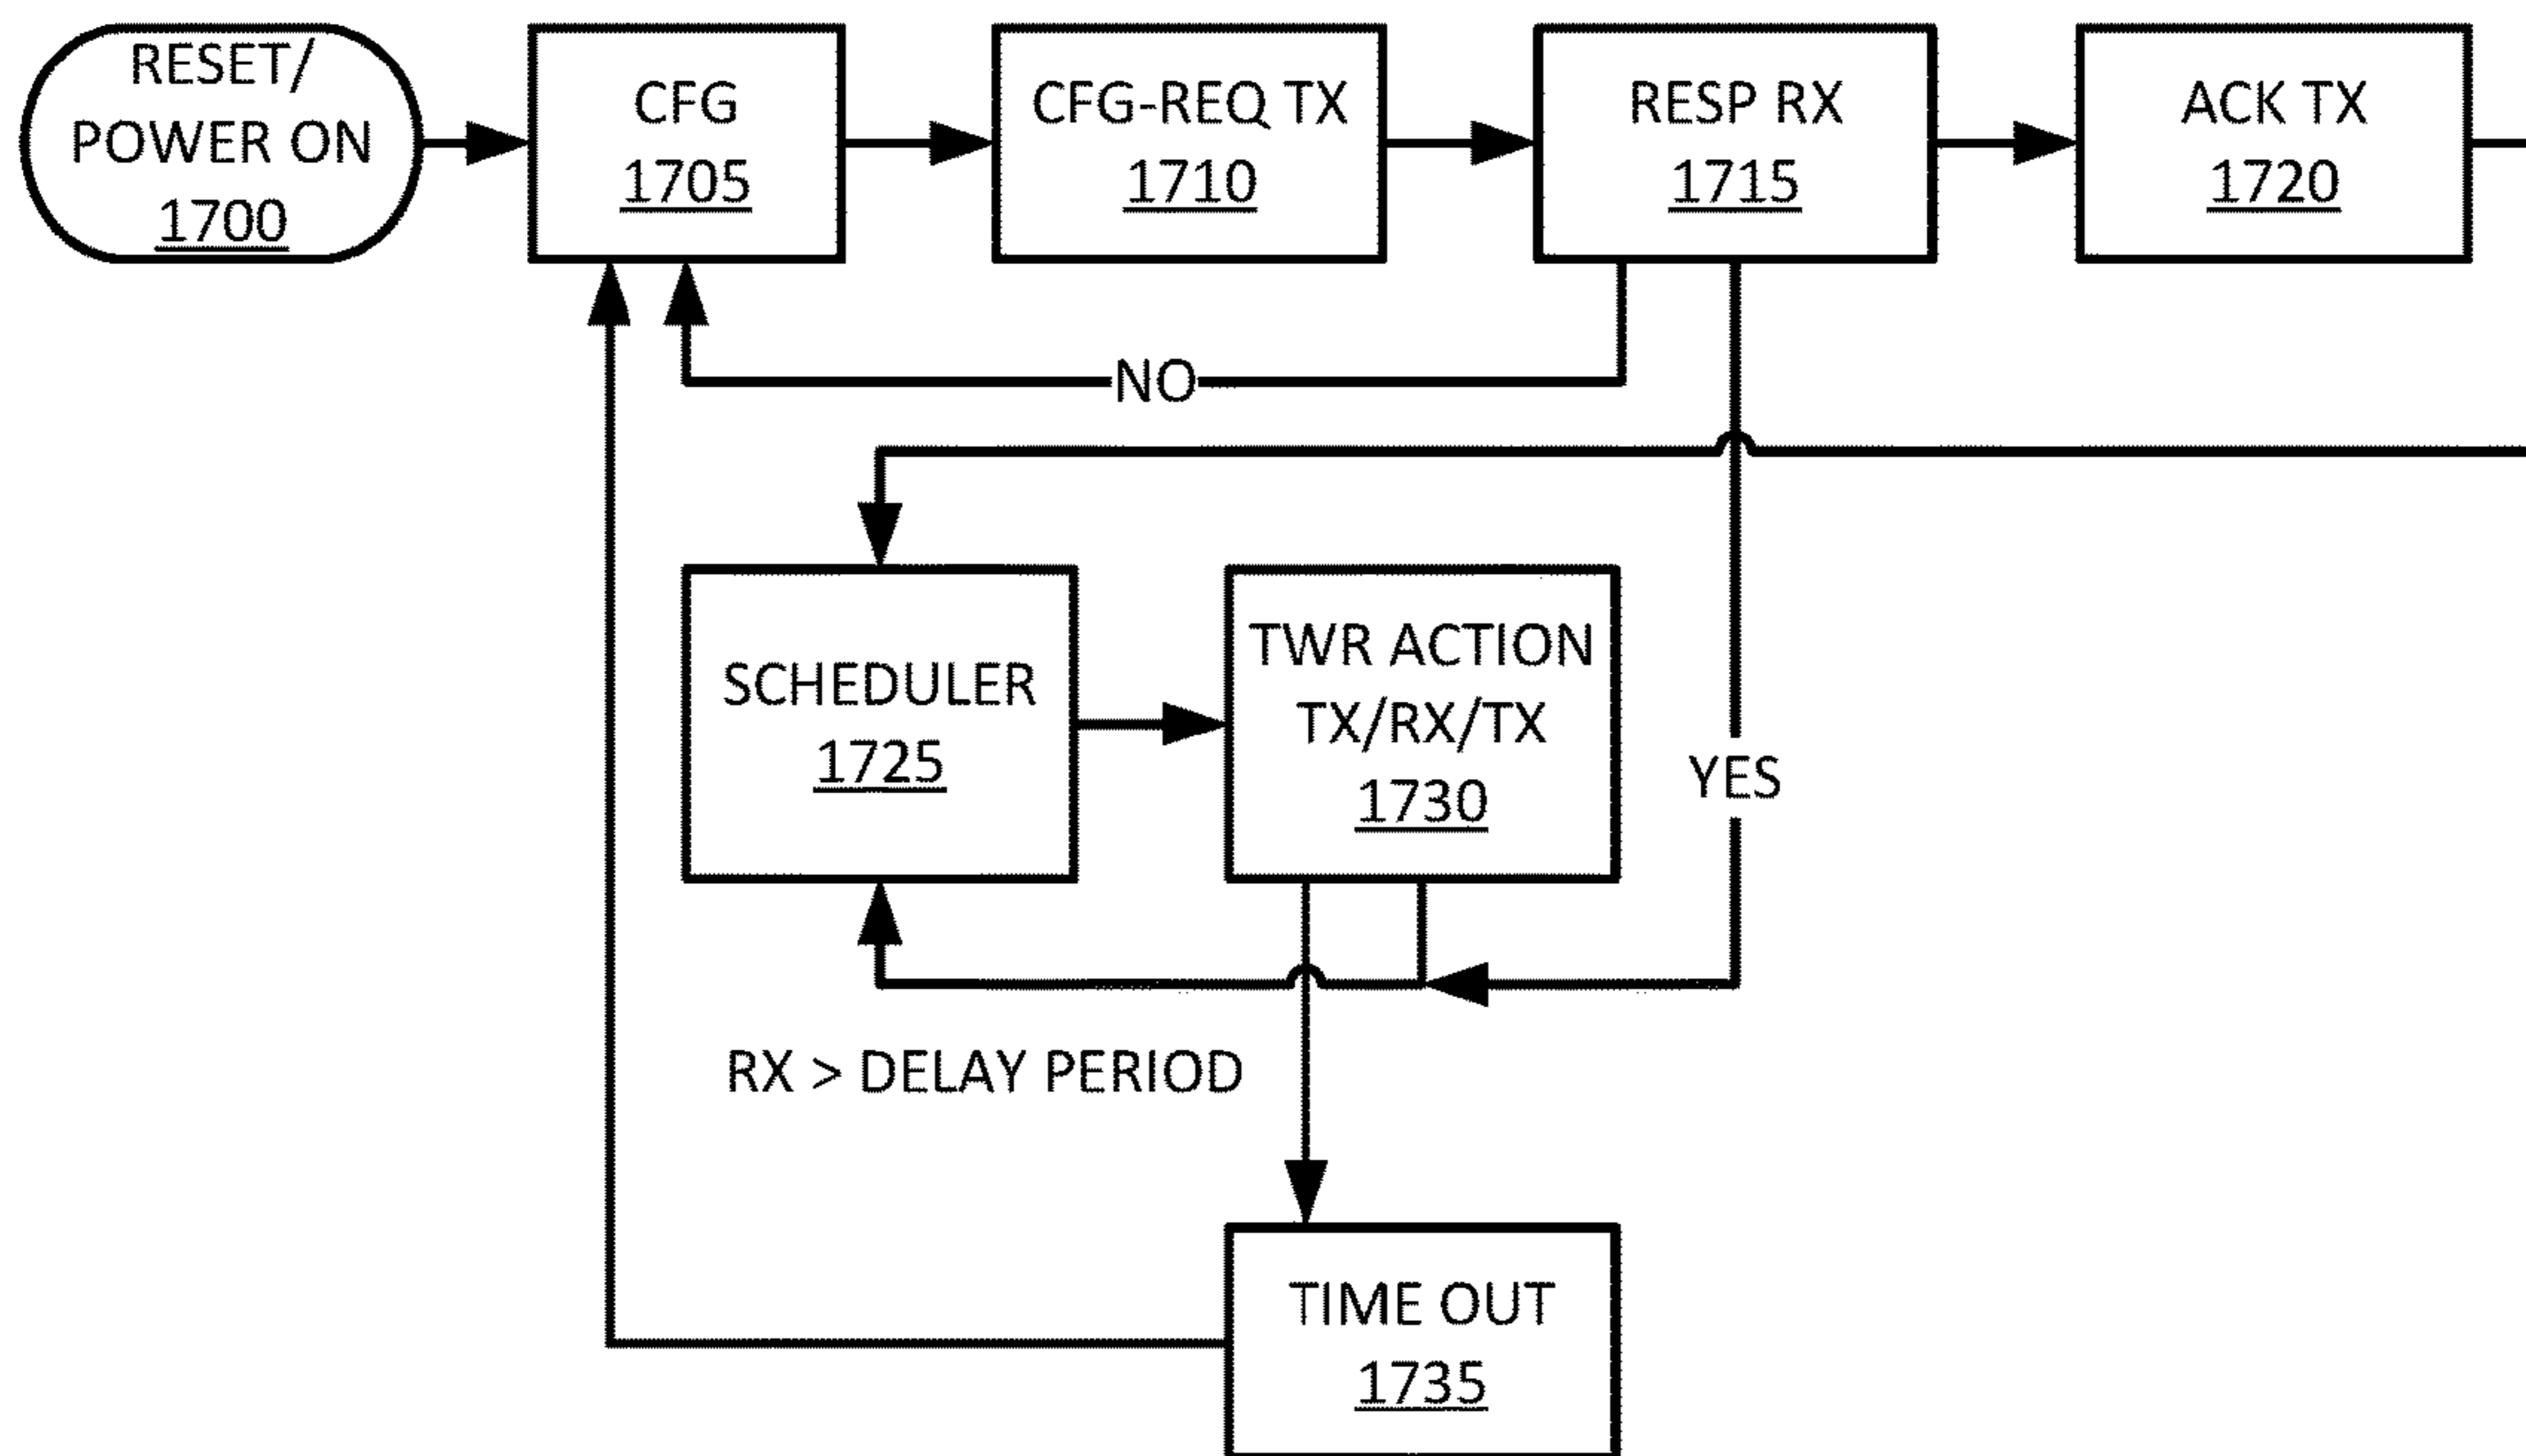 RESET/
POWER ON
1700
CFG
1705
CFG-REQ TX
1710
RESP RX
1715
ACK TX
1720
NO
SCHEDULER
1725
TWR ACTION
TX/RX/TX
1730
YES
RX > DELAY PERIOD
TIME OUT
1735